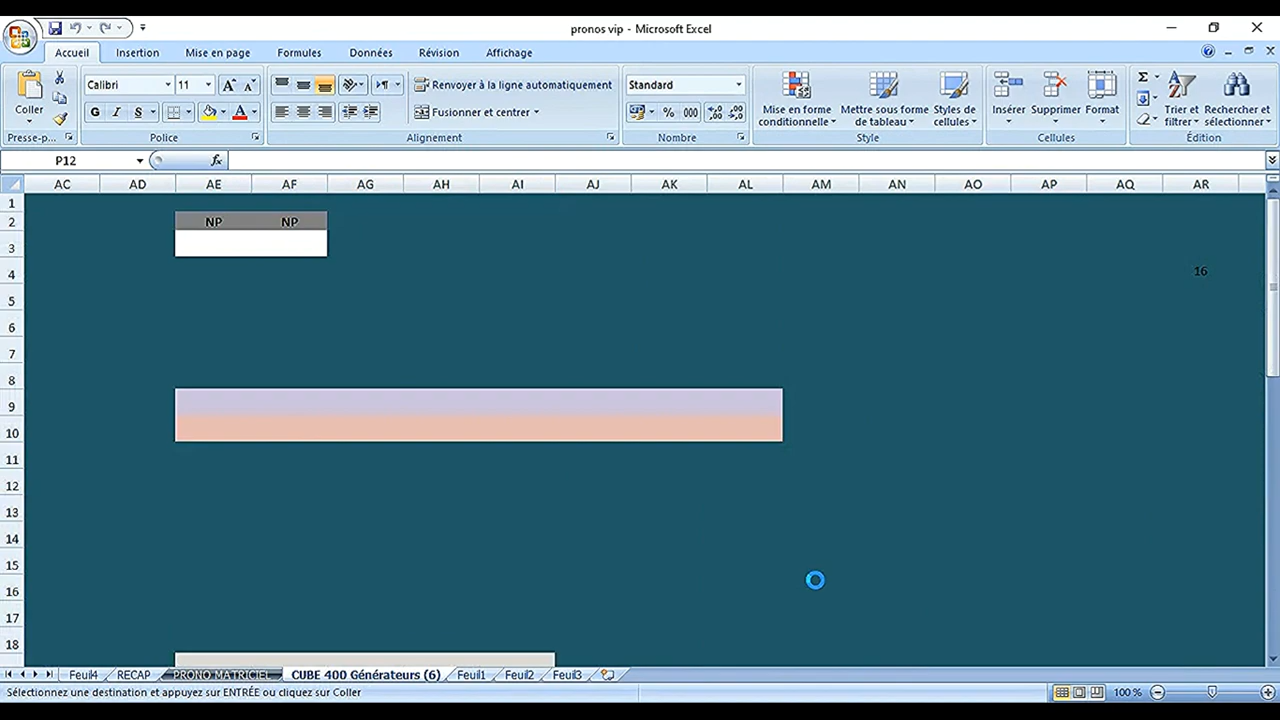 pronos vip - Microsoft Excel
Accueil Insertion Mise en page Formules Données Révision Affichage
Coller
Calibri 11
Renvoyer à la ligne automatiquement
Standard
G I S
Fusionner et centrer
% 000
Mise en forme conditionnelle
Mettre sous forme de tableau
Styles de cellules
Insérer
Supprimer
Format
Trier et filtrer
Rechercher et sélectionner
Presse-p... Police Alignement Nombre Style Cellules Édition
P12 fx
AC AD AE AF AG AH AI AJ AK AL AM AN AO AP AQ AR
1
2 NP NP
3
4 16
5
6
7
8
9
10
11
12
13
14
15
16
17
18
Feuil4 RECAP PRONO MATRICIEL CUBE 400 Générateurs (6) Feuil1 Feuil2 Feuil3
Sélectionnez une destination et appuyez sur ENTRÉE ou cliquez sur Coller 100 %